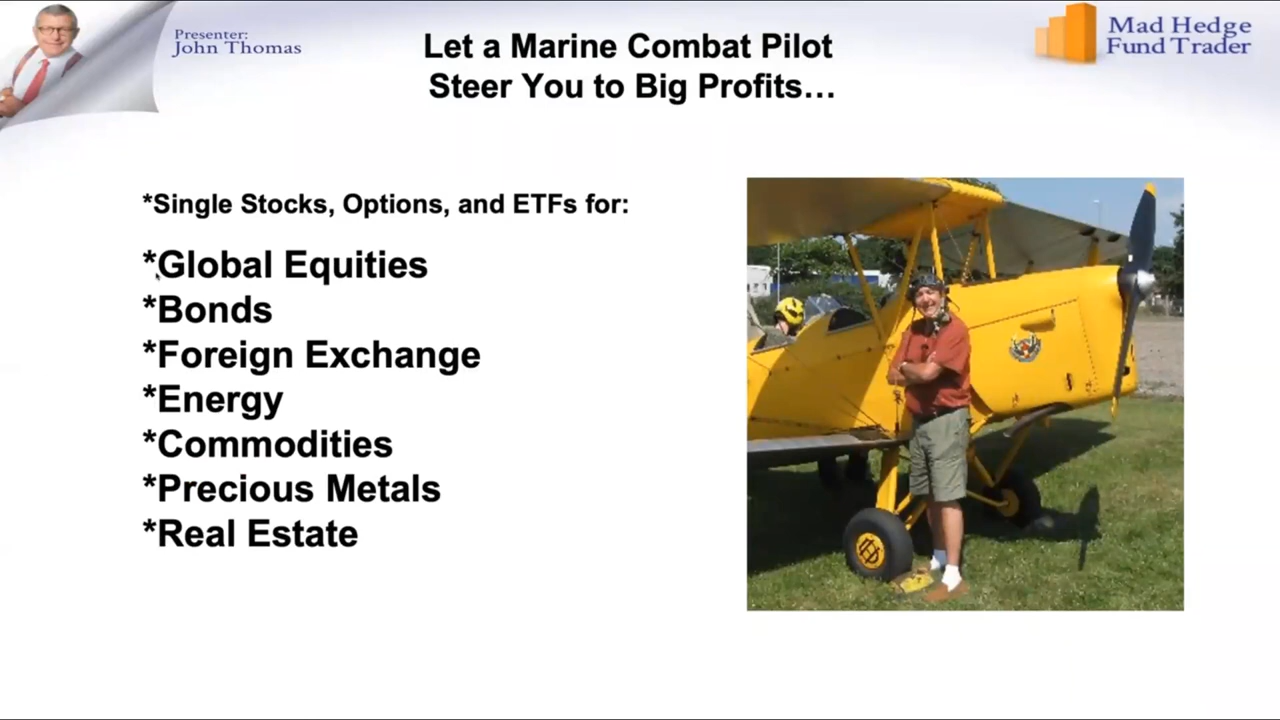 Presenter:
John Thomas
Let a Marine Combat Pilot
Steer You to Big Profits…
Mad Hedge
Fund Trader
*Single Stocks, Options, and ETFs for:
*Global Equities
*Bonds
*Foreign Exchange
*Energy
*Commodities
*Precious Metals
*Real Estate